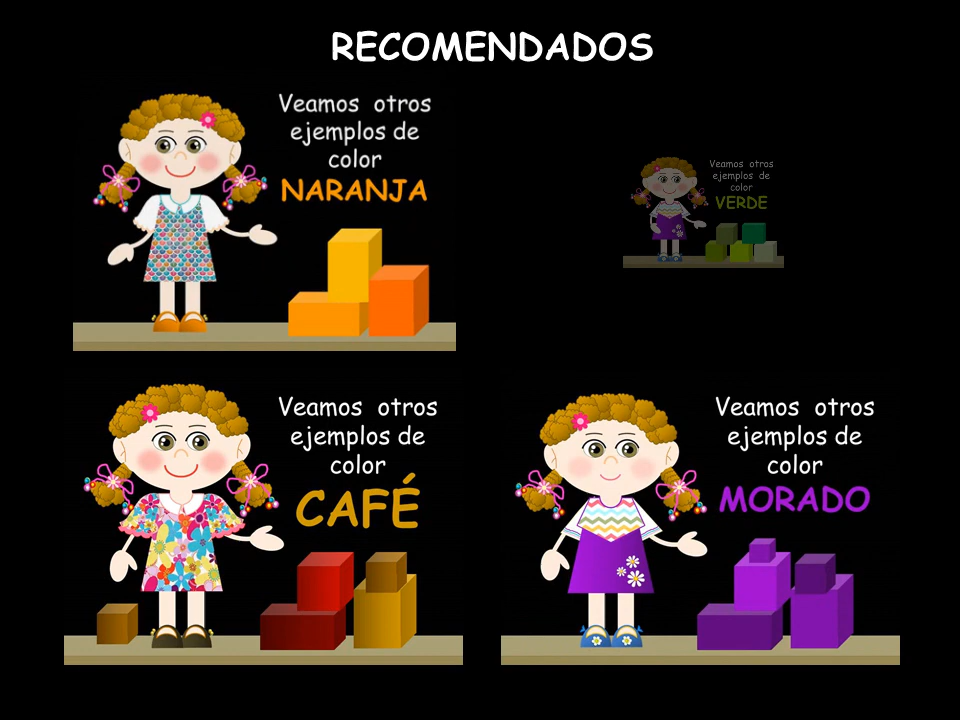 RECOMENDADOS
Veamos otros
ejemplos de
color
NARANJA
Veamos otros
ejemplos de
color
VERDE
Veamos otros
ejemplos de
color
CAFÉ
Veamos otros
ejemplos de
color
MORADO